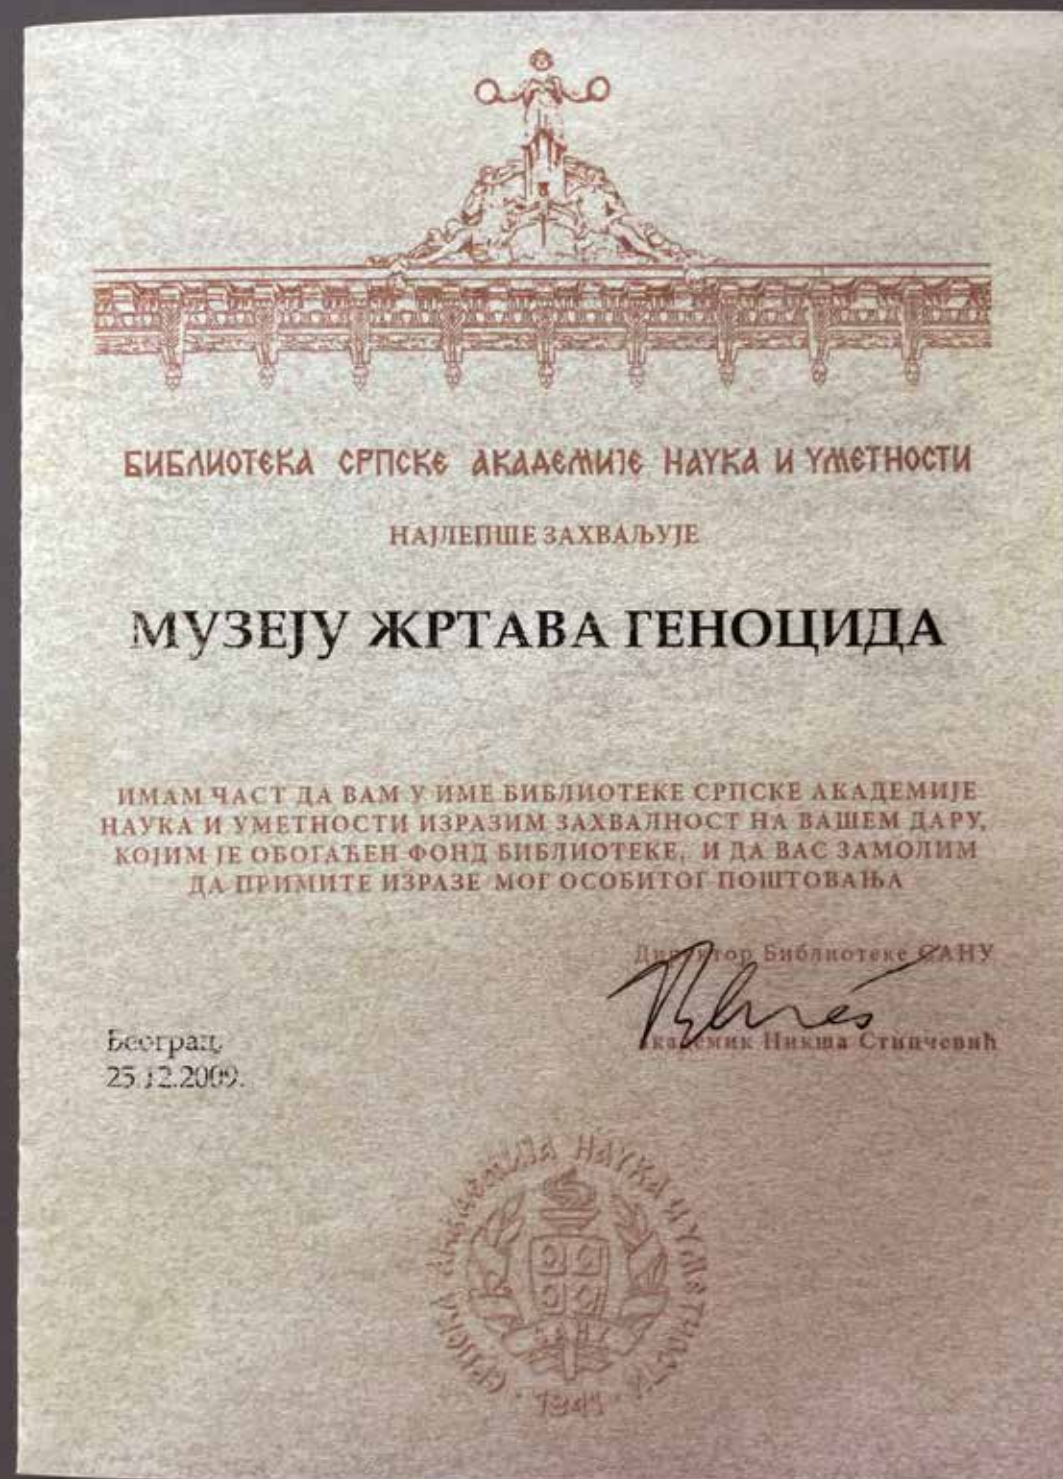 БИБЛИОТЕКА СРПСКЕ АКАДЕМИЈЕ НАУКА И УМЕТНОСТИ
НАЈЛЕПШЕ ЗАХВАЉУЈЕ
МУЗЕЈУ ЖРТАВА ГЕНОЦИДА
ИМАМ ЧАСТ ДА ВАМ У ИМЕ БИБЛИОТЕКЕ СРПСКЕ АКАДЕМИЈЕ
НАУКА И УМЕТНОСТИ ИЗРАЗИМ ЗАХВАЛНОСТ НА ВАШЕМ ДАРУ,
КОЈИМ ЈЕ ОБОГАЋЕН ФОНД БИБЛИОТЕКЕ, И ДА ВАС ЗАМОЛИМ
ДА ПРИМИТЕ ИЗРАЗЕ МОГ ОСОБИТОГ ПОШТОВАЊА
Директор Библиотеке САНУ
академик Никша Стипчевић
Београд,
25.12.2009.
СРПСКА АКАДЕМИЈА НАУКА И УМЕТНОСТИ
1841